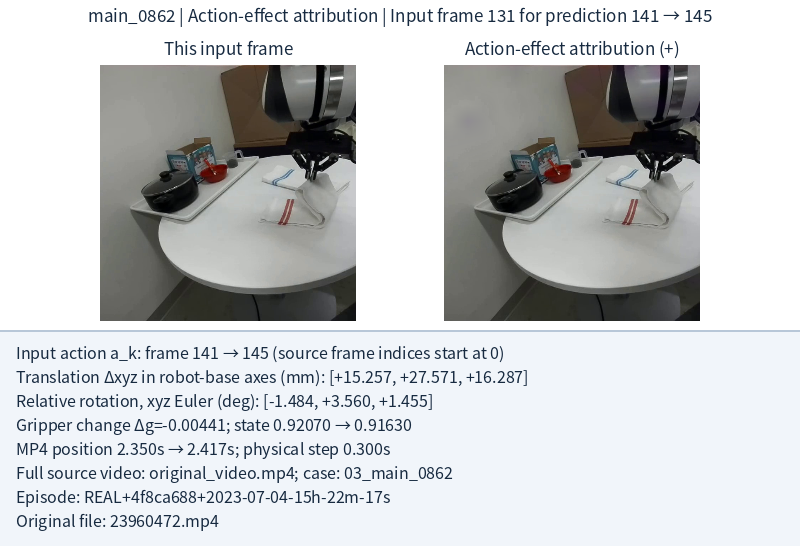 main_0862 | Action-effect attribution | Input frame 131 for prediction 141 → 145
This input frame
Action-effect attribution (+)
Input action a_k: frame 141 → 145 (source frame indices start at 0)
Translation Δxyz in robot-base axes (mm): [+15.257, +27.571, +16.287]
Relative rotation, xyz Euler (deg): [-1.484, +3.560, +1.455]
Gripper change Δg=-0.00441; state 0.92070 → 0.91630
MP4 position 2.350s → 2.417s; physical step 0.300s
Full source video: original_video.mp4; case: 03_main_0862
Episode: REAL+4f8ca688+2023-07-04-15h-22m-17s
Original file: 23960472.mp4